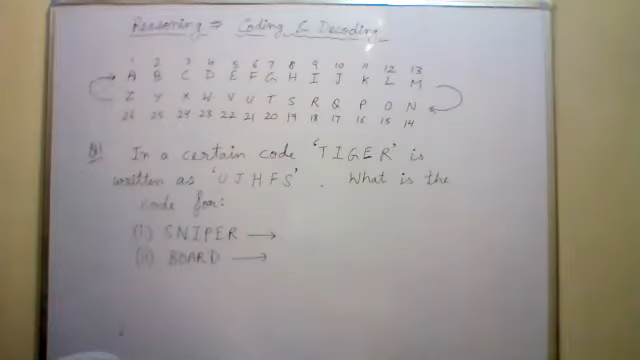 Reasoning ⇒ Coding & Decoding
1 2 3 4 5 6 7 8 9 10 11 12 13
A B C D E F G H I J K L M
Z Y X W V U T S R Q P O N
26 25 24 23 22 21 20 19 18 17 16 15 14
Q1 In a certain code 'TIGER' is
written as 'UJHFS'. What is the
code for:
(i) SNIPER →
(ii) BOARD →